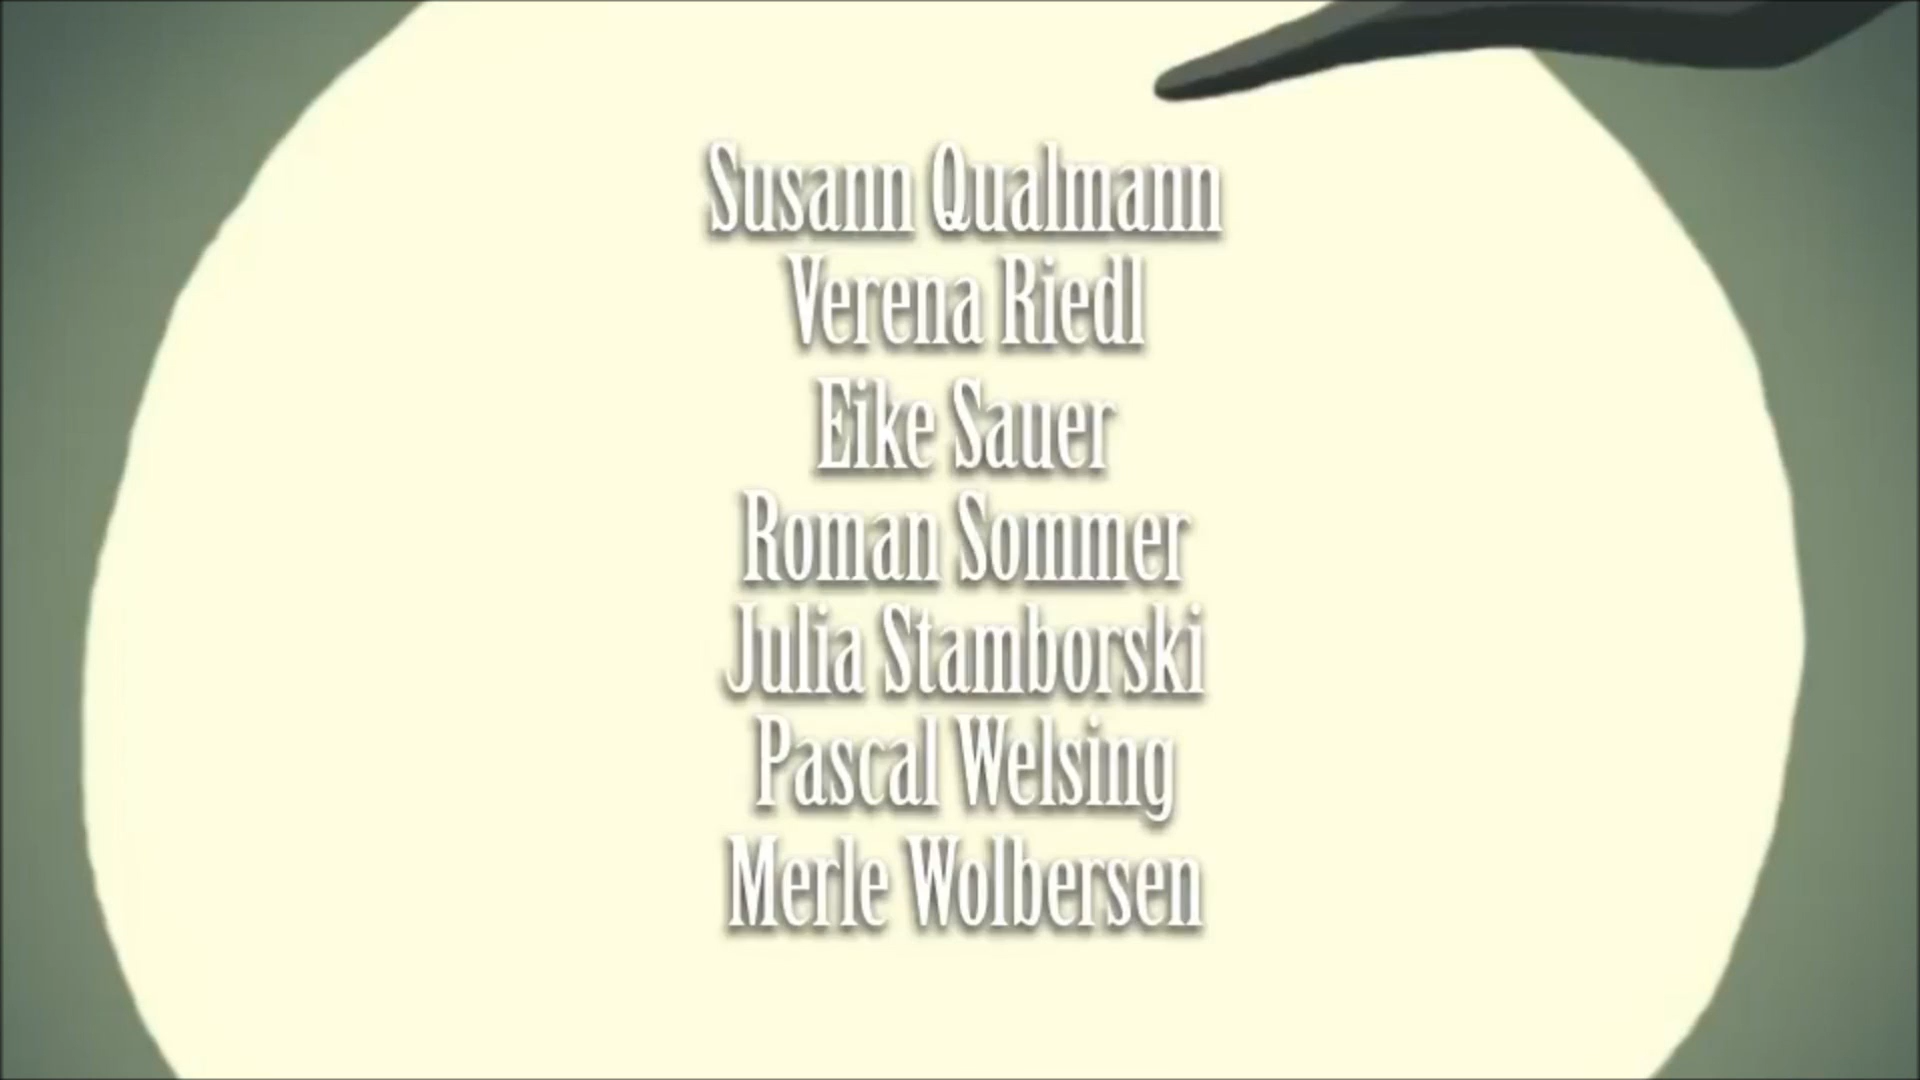 Susann Qualmann
Verena Riedl
Eike Sauer
Roman Sommer
Julia Stamborski
Pascal Welsing
Merle Wolbersen